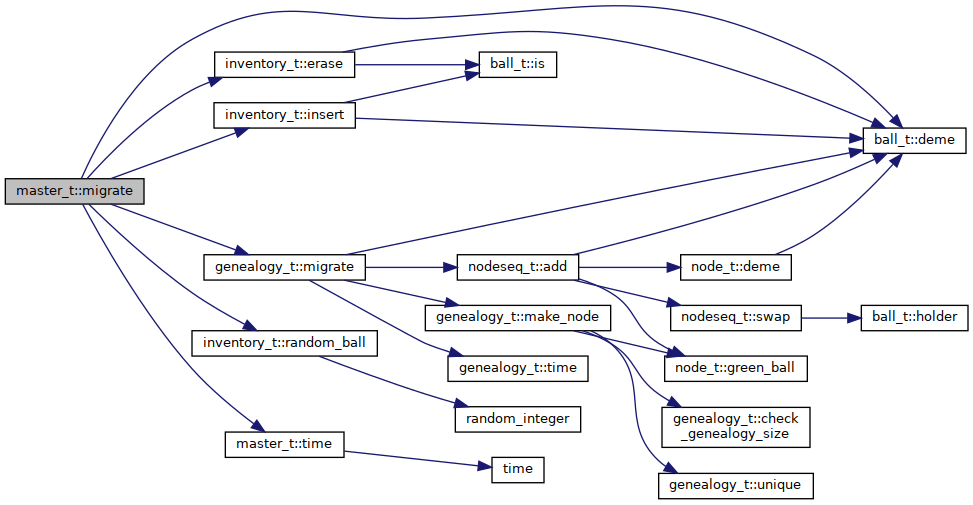 master_t::migrate
inventory_t::erase
ball_t::is
inventory_t::insert
ball_t::deme
genealogy_t::migrate
nodeseq_t::add
node_t::deme
genealogy_t::make_node
nodeseq_t::swap
ball_t::holder
inventory_t::random_ball
genealogy_t::time
node_t::green_ball
random_integer
genealogy_t::check
_genealogy_size
master_t::time
time
genealogy_t::unique